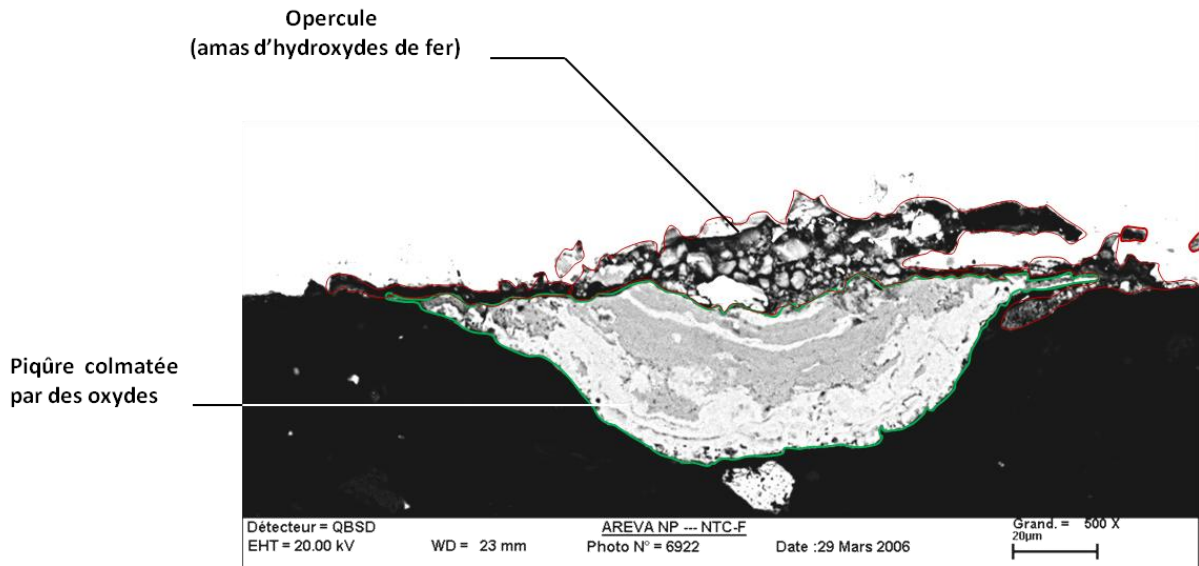 Opercule
(amas d’hydroxydes de fer)
Piqûre colmatée
par des oxydes
Détecteur = QBSD AREVA NP --- NTC-F Grand. = 500 X
EHT = 20.00 kV WD = 23 mm Photo N° = 6922 Date :29 Mars 2006 20µm